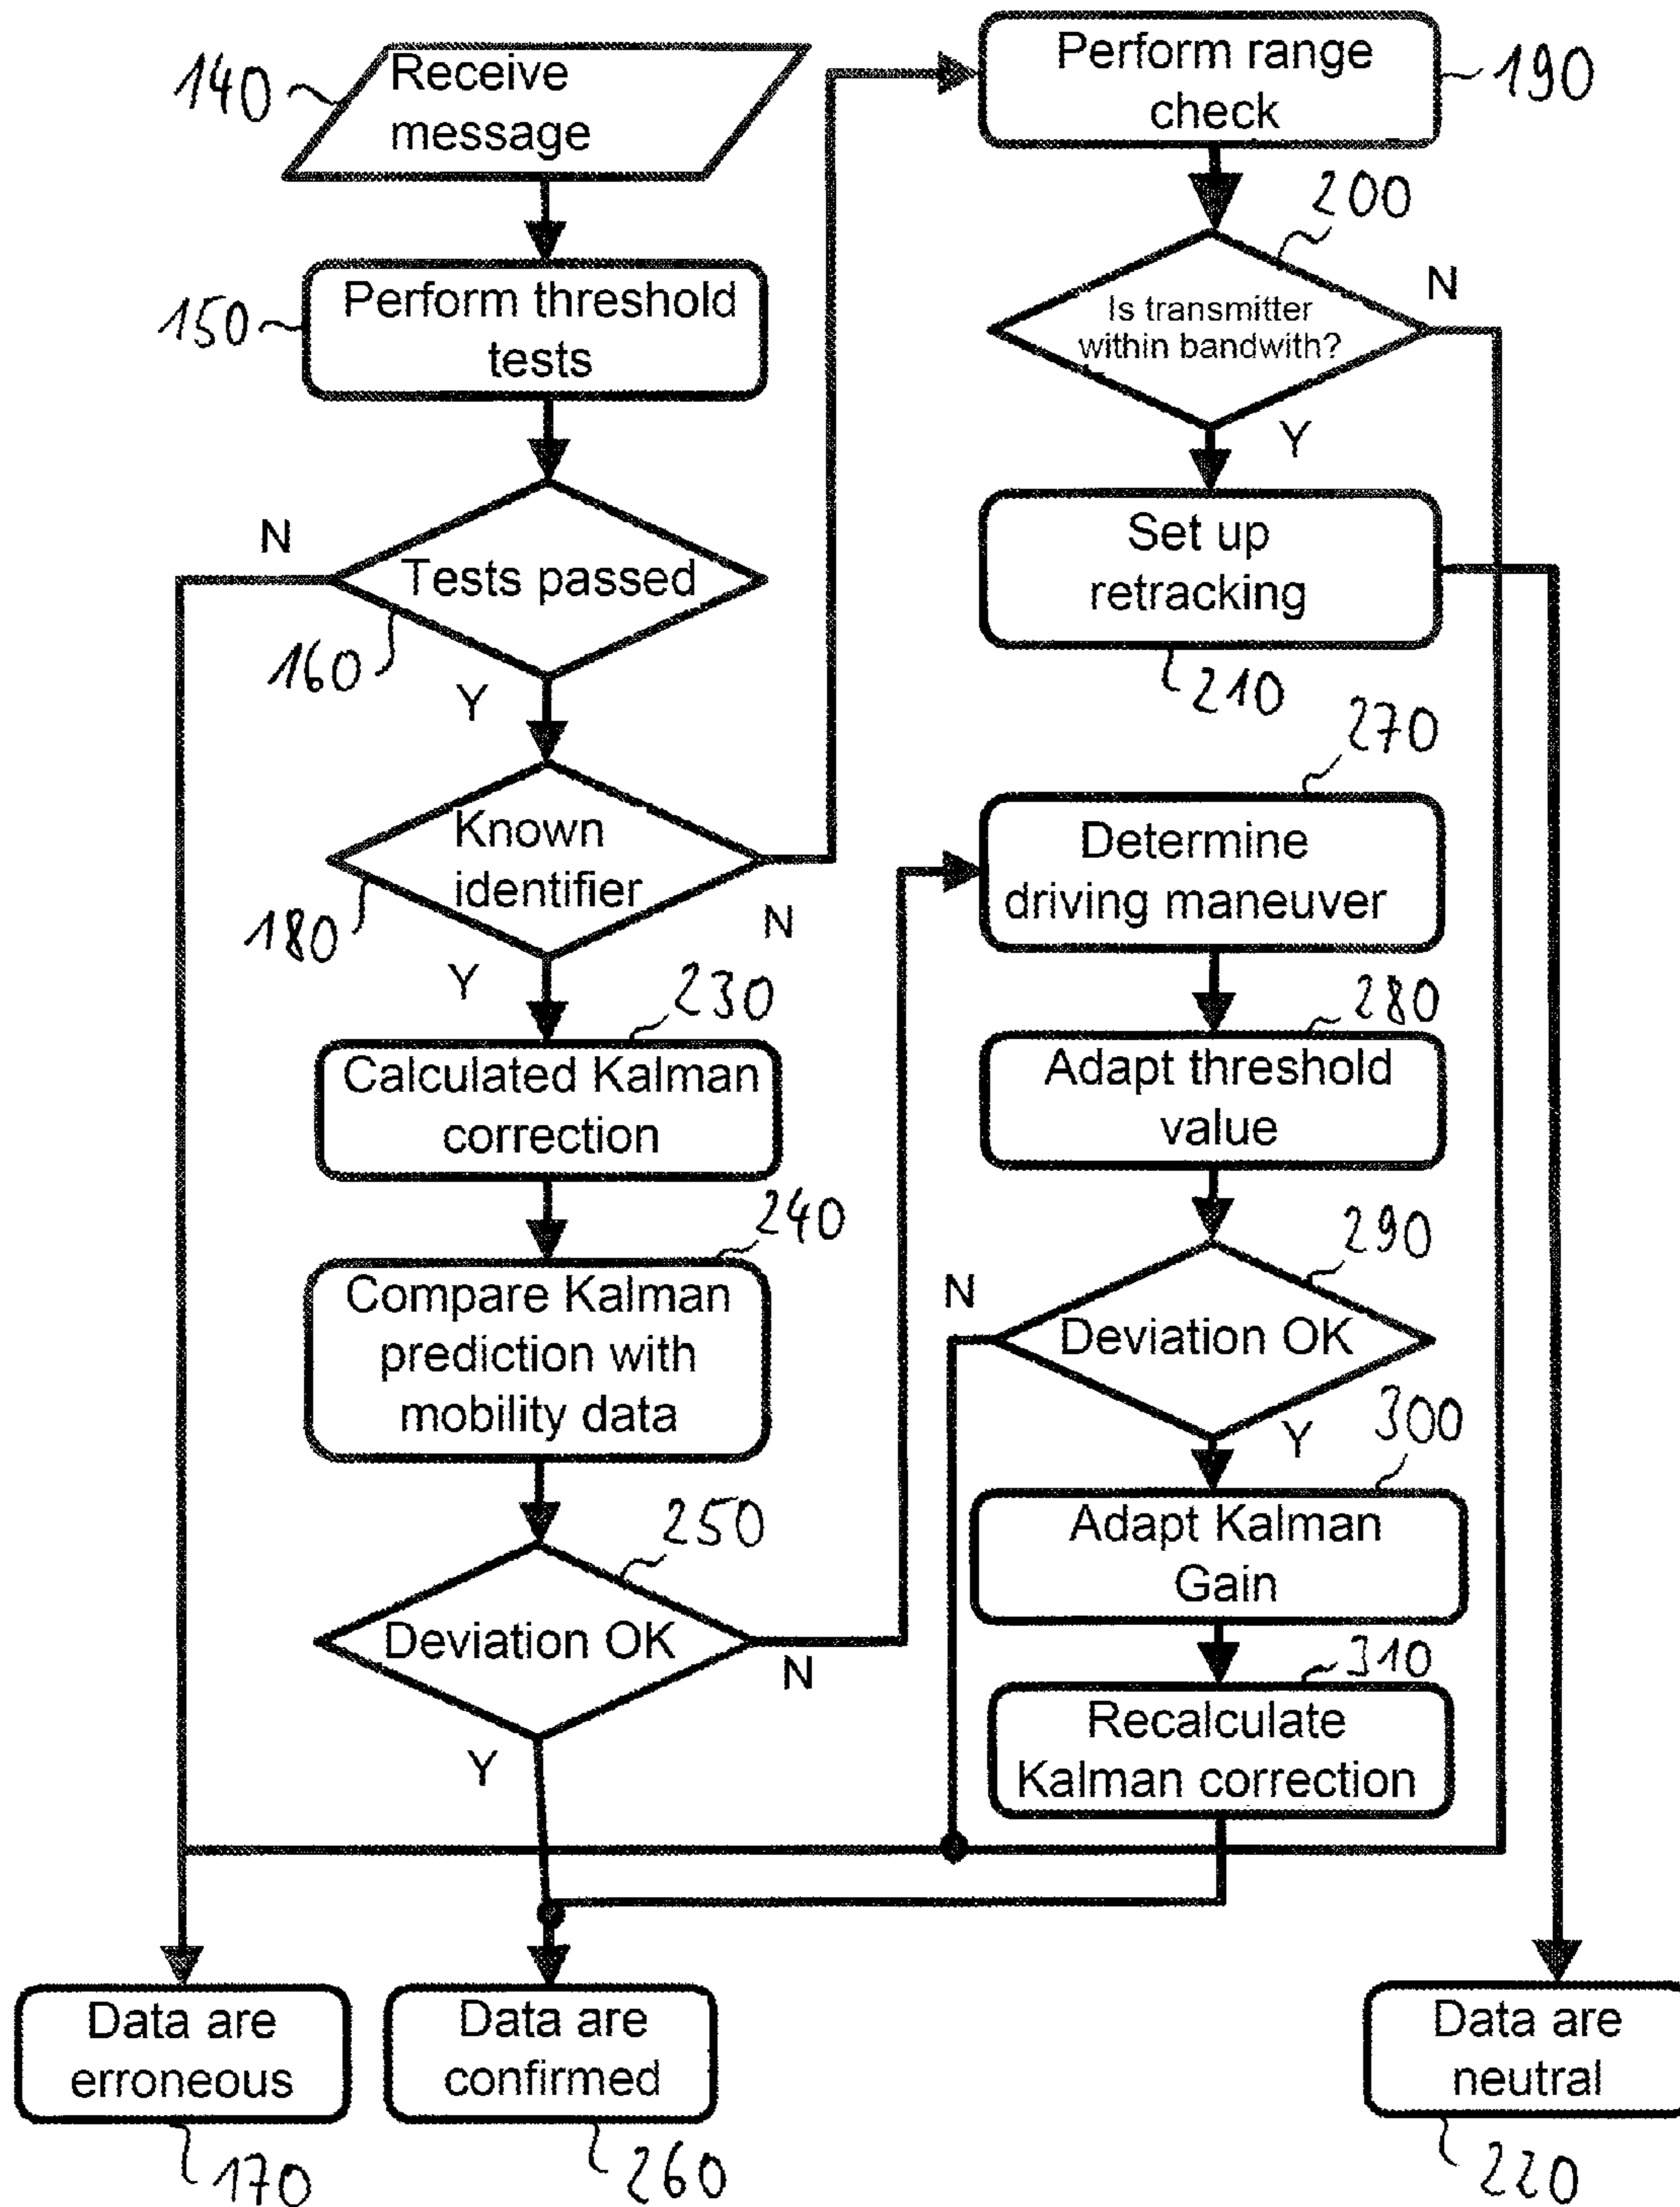 140
Receive
message
150
Perform threshold
tests
N
Tests passed
160
Y
Known
identifier
180
N
Y
230
Calculated Kalman
correction
240
Compare Kalman
prediction with
mobility data
250
Deviation OK
N
Y
Perform range
check
190
200
N
Is transmitter
within bandwith?
Y
Set up
retracking
210
270
Determine
driving maneuver
280
Adapt threshold
value
290
N
Deviation OK
300
Y
Adapt Kalman
Gain
310
Recalculate
Kalman correction
Data are
erroneous
170
Data are
confirmed
260
Data are
neutral
220